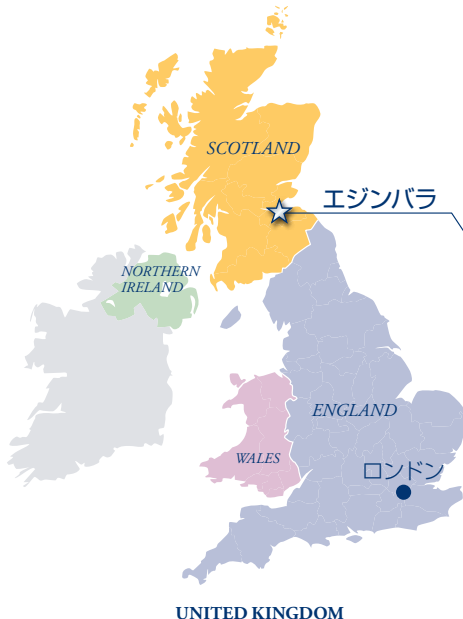 SCOTLAND
エジンバラ
NORTHERN
IRELAND
ENGLAND
WALES
ロンドン
UNITED KINGDOM